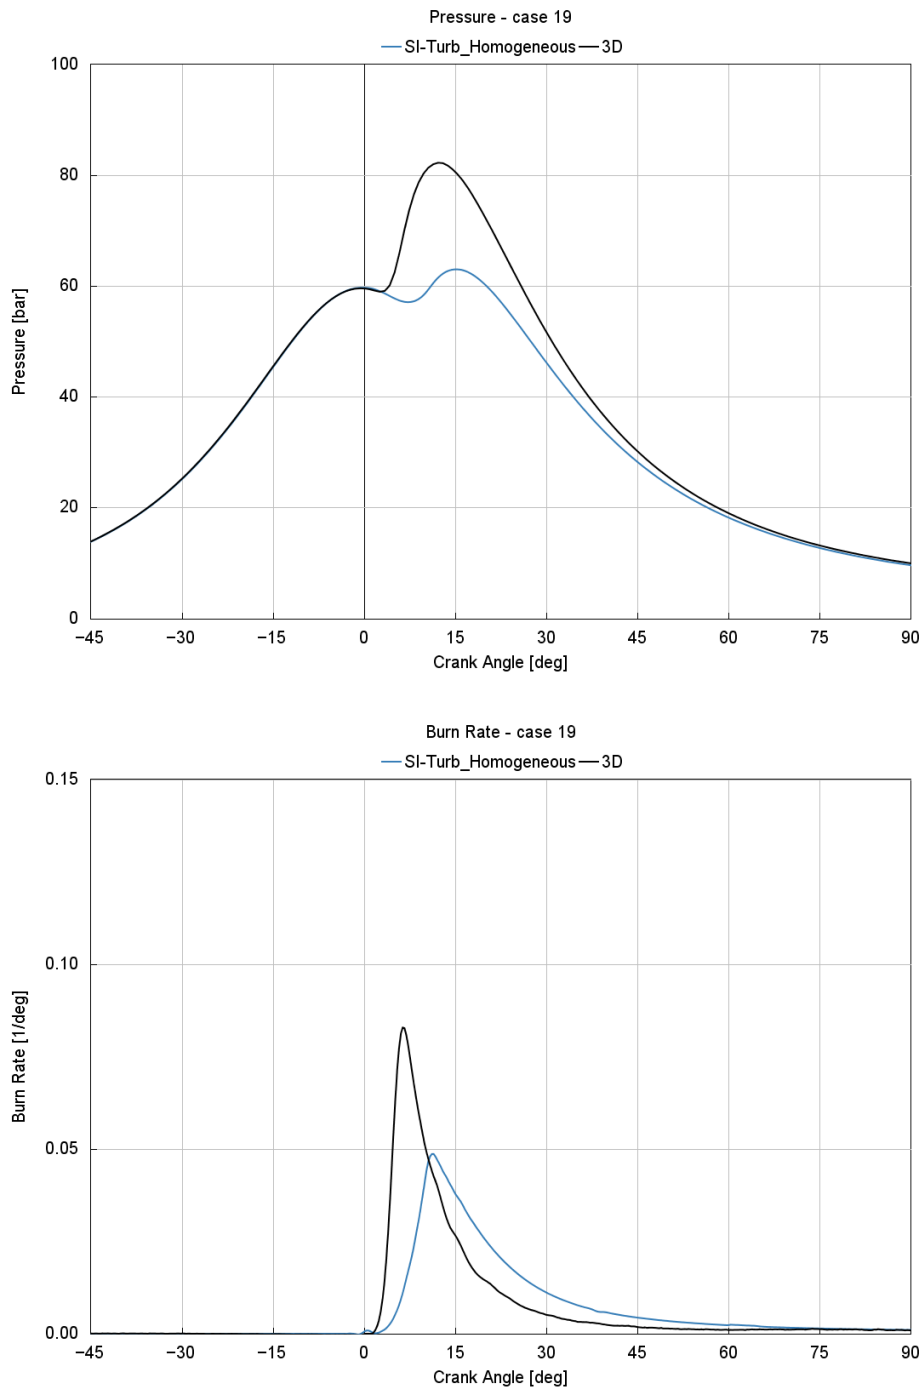 Pressure - case 19
SI-Turb_Homogeneous 3D
100
80
60
40
20
0
Pressure [bar]
−45 −30 −15 0 15 30 45 60 75 90
Crank Angle [deg]
Burn Rate - case 19
SI-Turb_Homogeneous 3D
0.15
0.10
0.05
0.00
Burn Rate [1/deg]
−45 −30 −15 0 15 30 45 60 75 90
Crank Angle [deg]